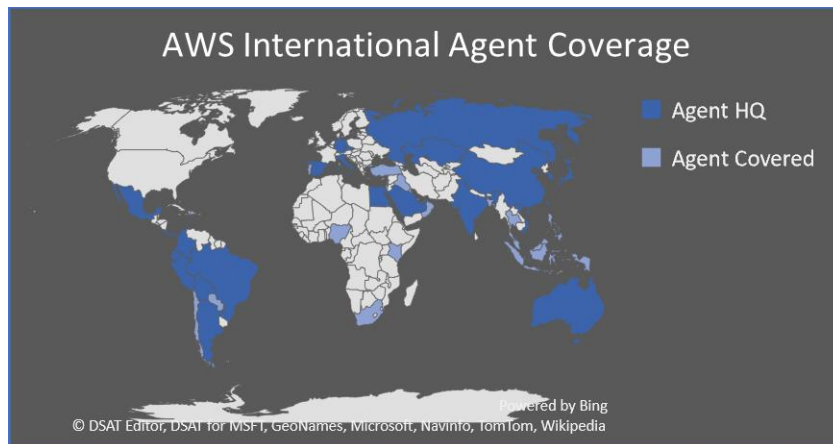 AWS International Agent Coverage
Agent HQ
Agent Covered
Powered by Bing
© DSAT Editor, DSAT for MSFT, GeoNames, Microsoft, Navinfo, TomTom, Wikipedia